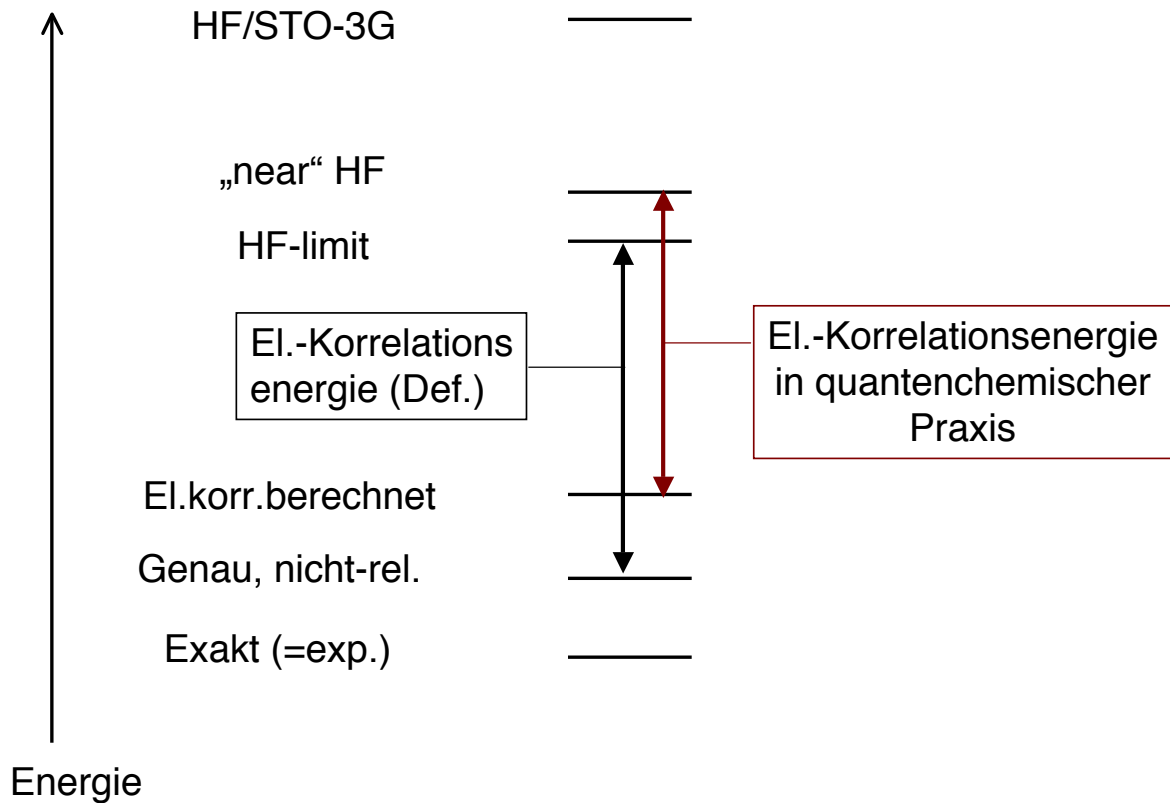 HF/STO-3G
„near“ HF
HF-limit
El.-Korrelations
energie (Def.)
El.-Korrelationsenergie
in quantenchemischer
Praxis
El.korr.berechnet
Genau, nicht-rel.
Exakt (=exp.)
Energie